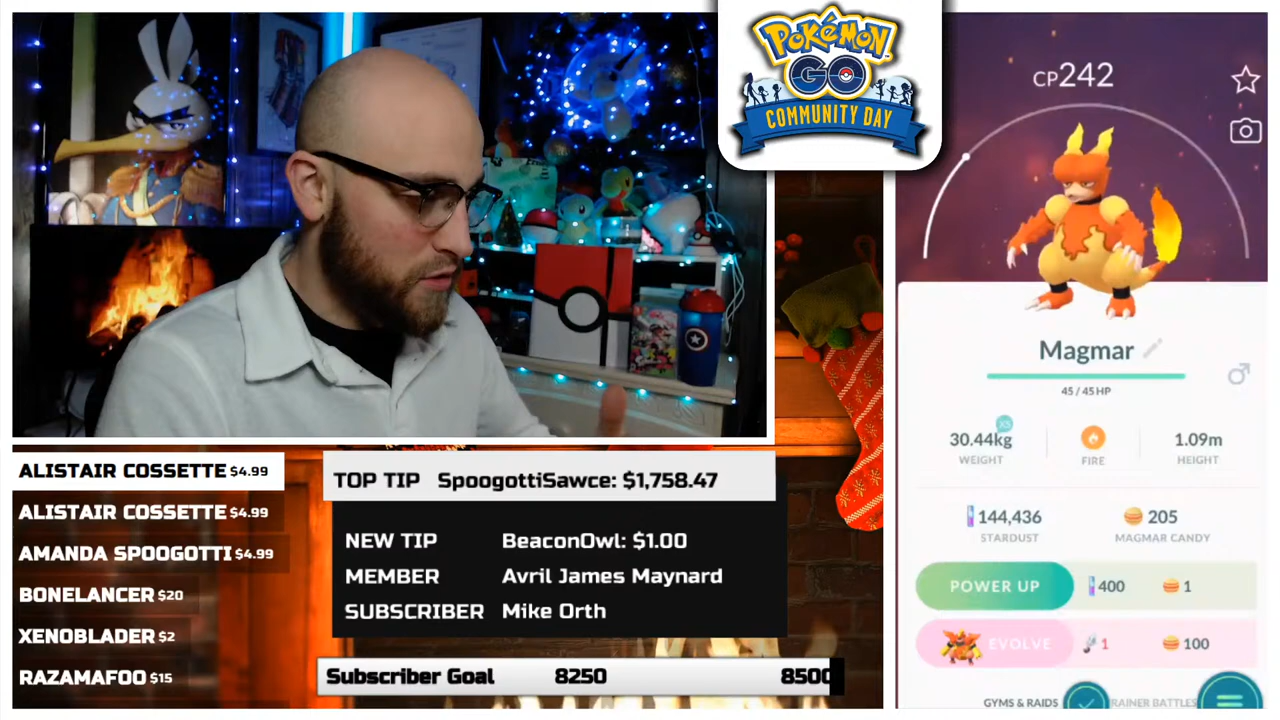 POKÉMON
GO
COMMUNITY DAY
CP242
Magmar
45 / 45 HP
XS
30.44kg
WEIGHT
FIRE
1.09m
HEIGHT
144,436
STARDUST
205
MAGMAR CANDY
POWER UP
400
1
EVOLVE
1
100
GYMS & RAIDS
RAINER BATTLES
ALISTAIR COSSETTE $4.99
ALISTAIR COSSETTE $4.99
AMANDA SPOOGOTTI $4.99
BONELANCER $20
XENOBLADER $2
RAZAMAFOO $15
TOP TIP SpoogottiSawce: $1,758.47
NEW TIP BeaconOwl: $1.00
MEMBER Avril James Maynard
SUBSCRIBER Mike Orth
Subscriber Goal 8250 8500